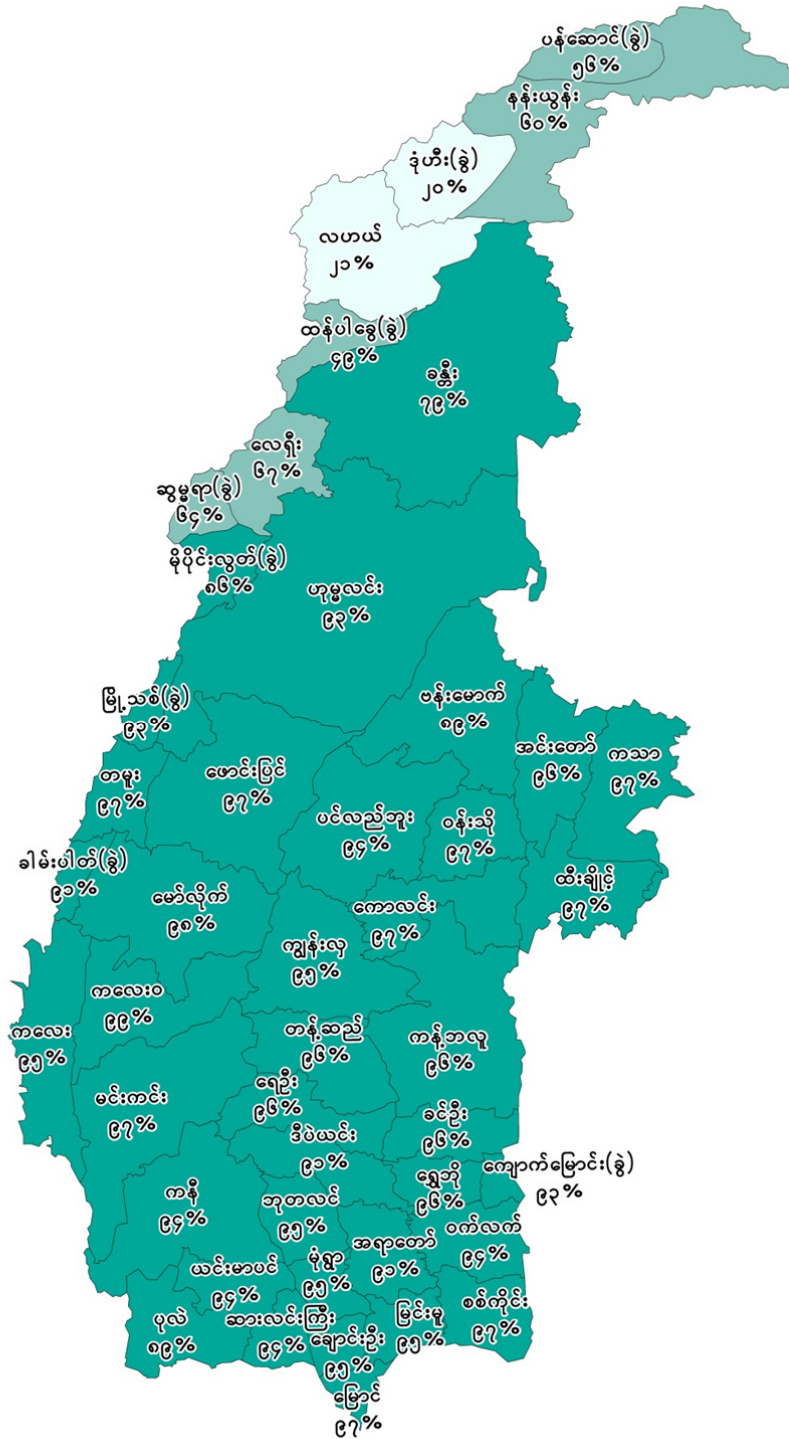 ပန်ဆောင်(ခွဲ)
၅၆%
နန်းယွန်း
၆၀%
ဒုံဟီး(ခွဲ)
၂၀%
လဟယ်
၂၁%
ထန်ပါခွေ(ခွဲ)
၄၉%
ခန္တီး
၇၉%
လေရှီး
၆၇%
ဆွမ္မရာ(ခွဲ)
၆၄%
မိုပိုင်းလွတ်(ခွဲ)
၈၆%
ဟုမ္မလင်း
၉၃%
ဗန်းမောက်
၈၉%
မြို့သစ်(ခွဲ)
၉၃%
အင်းတော်
၉၆%
ကသာ
၉၇%
တမူး
၉၇%
ဖောင်းပြင်
၉၇%
ပင်လည်ဘူး
၉၄%
ဝန်းသို
၉၇%
ခါမ်းပါတ်(ခွဲ)
၉၁%
မော်လိုက်
၉၈%
ထီးချိုင့်
၉၇%
ကောလင်း
၉၇%
ကျွန်းလှ
၉၅%
ကလေးဝ
၉၉%
ကလေး
၉၅%
တန့်ဆည်
၉၆%
ကန့်ဘလူ
၉၆%
မင်းကင်း
၉၇%
ရေဦး
၉၆%
ခင်ဦး
၉၆%
ဒီပဲယင်း
၉၁%
ကျောက်မြောင်း(ခွဲ)
၉၃%
ရွှေဘို
၉၆%
ကနီ
၉၄%
ဘုတလင်
၉၅%
အရာတော်
၉၁%
ဝက်လက်
၉၄%
ယင်းမာပင်
၉၄%
မုံရွာ
၉၅%
စစ်ကိုင်း
၉၇%
ပုလဲ
၈၉%
ဆားလင်းကြီး
၉၄%
မြင်းမူ
၉၅%
ချောင်းဦး
၉၅%
မြောင်
၉၇%